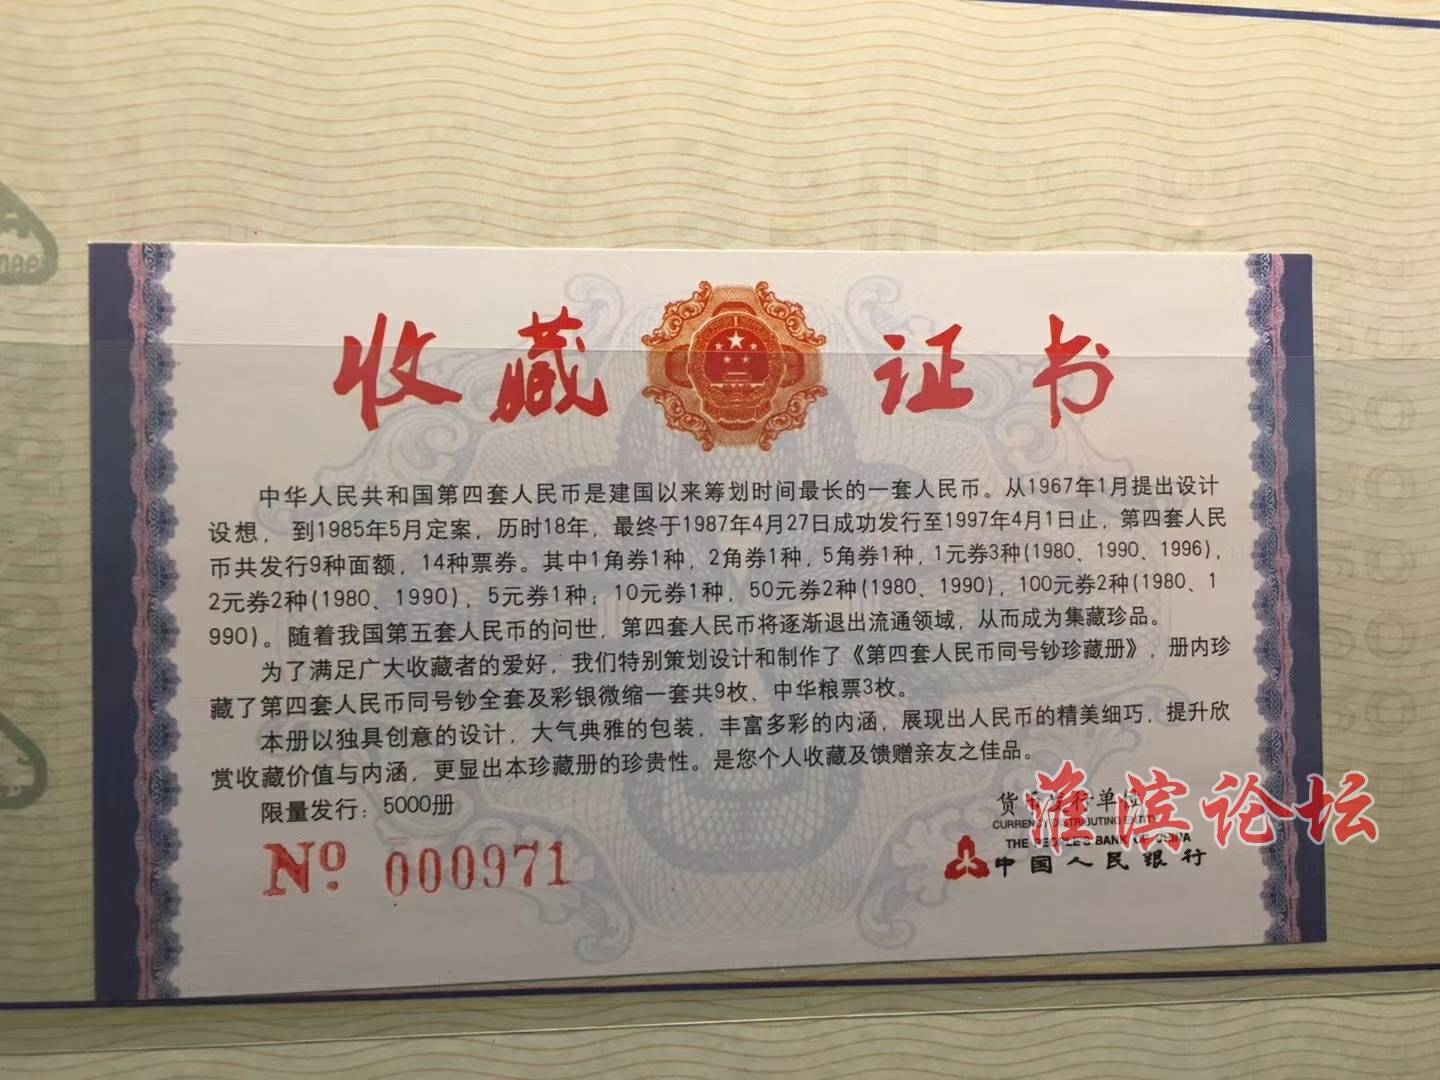 收藏证书
中华人民共和国第四套人民币是建国以来筹划时间最长的一套人民币。从1967年1月提出设计
设想，到1985年5月定案，历时18年，最终于1987年4月27日成功发行至1997年4月1日止，第四套人民
币共发行9种面额，14种票券。其中1角券1种，2角券1种，5角券1种，1元券3种(1980、1990、1996)，
2元券2种(1980、1990)，5元券1种；10元券1种，50元券2种(1980、1990)，100元券2种(1980、1
990)。随着我国第五套人民币的问世，第四套人民币将逐渐退出流通领域，从而成为集藏珍品。
为了满足广大收藏者的爱好，我们特别策划设计和制作了《第四套人民币同号钞珍藏册》，册内珍
藏了第四套人民币同号钞全套及彩银微缩一套共9枚、中华粮票3枚。
本册以独具创意的设计，大气典雅的包装，丰富多彩的内涵，展现出人民币的精美细巧，提升欣
赏收藏价值与内涵，更显出本珍藏册的珍贵性。是您个人收藏及馈赠亲友之佳品。
限量发行：5000册
货币发行单位
CURRENCY DISTRIBUTING ENTITY
THE PEOPLE'S BANK OF CHINA
中国人民银行
No 000971
淮滨论坛